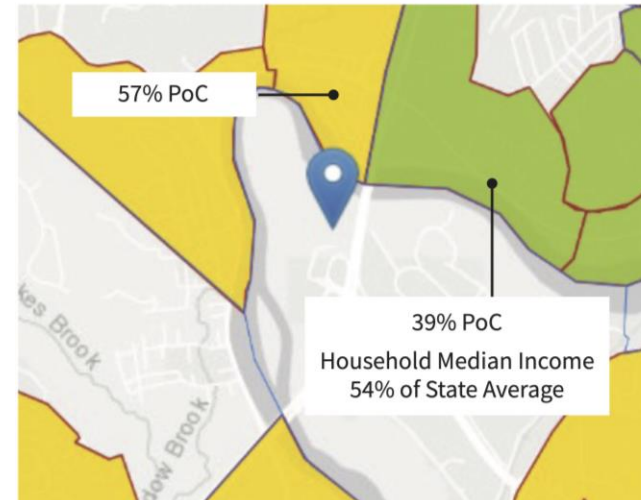 57% PoC
39% PoC
Household Median Income
54% of State Average
kes Brook
dow Brook